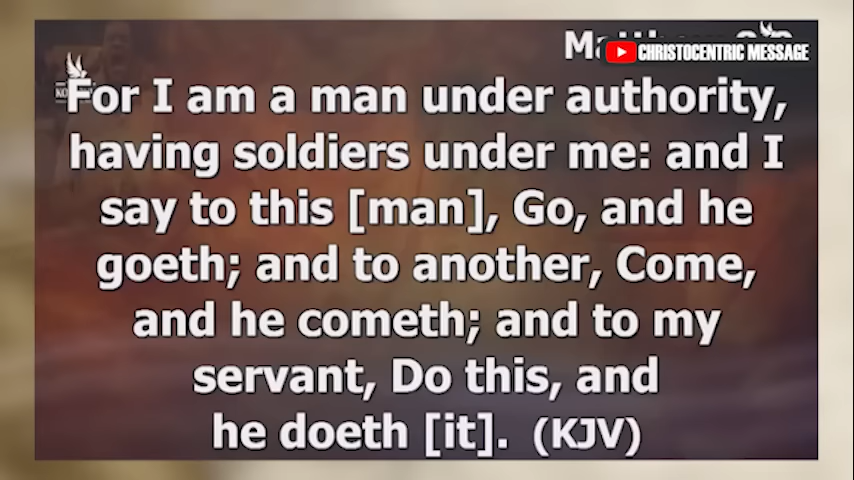 CHRISTOCENTRIC MESSAGE
For I am a man under authority,
having soldiers under me: and I
say to this [man], Go, and he
goeth; and to another, Come,
and he cometh; and to my
servant, Do this, and
he doeth [it]. (KJV)